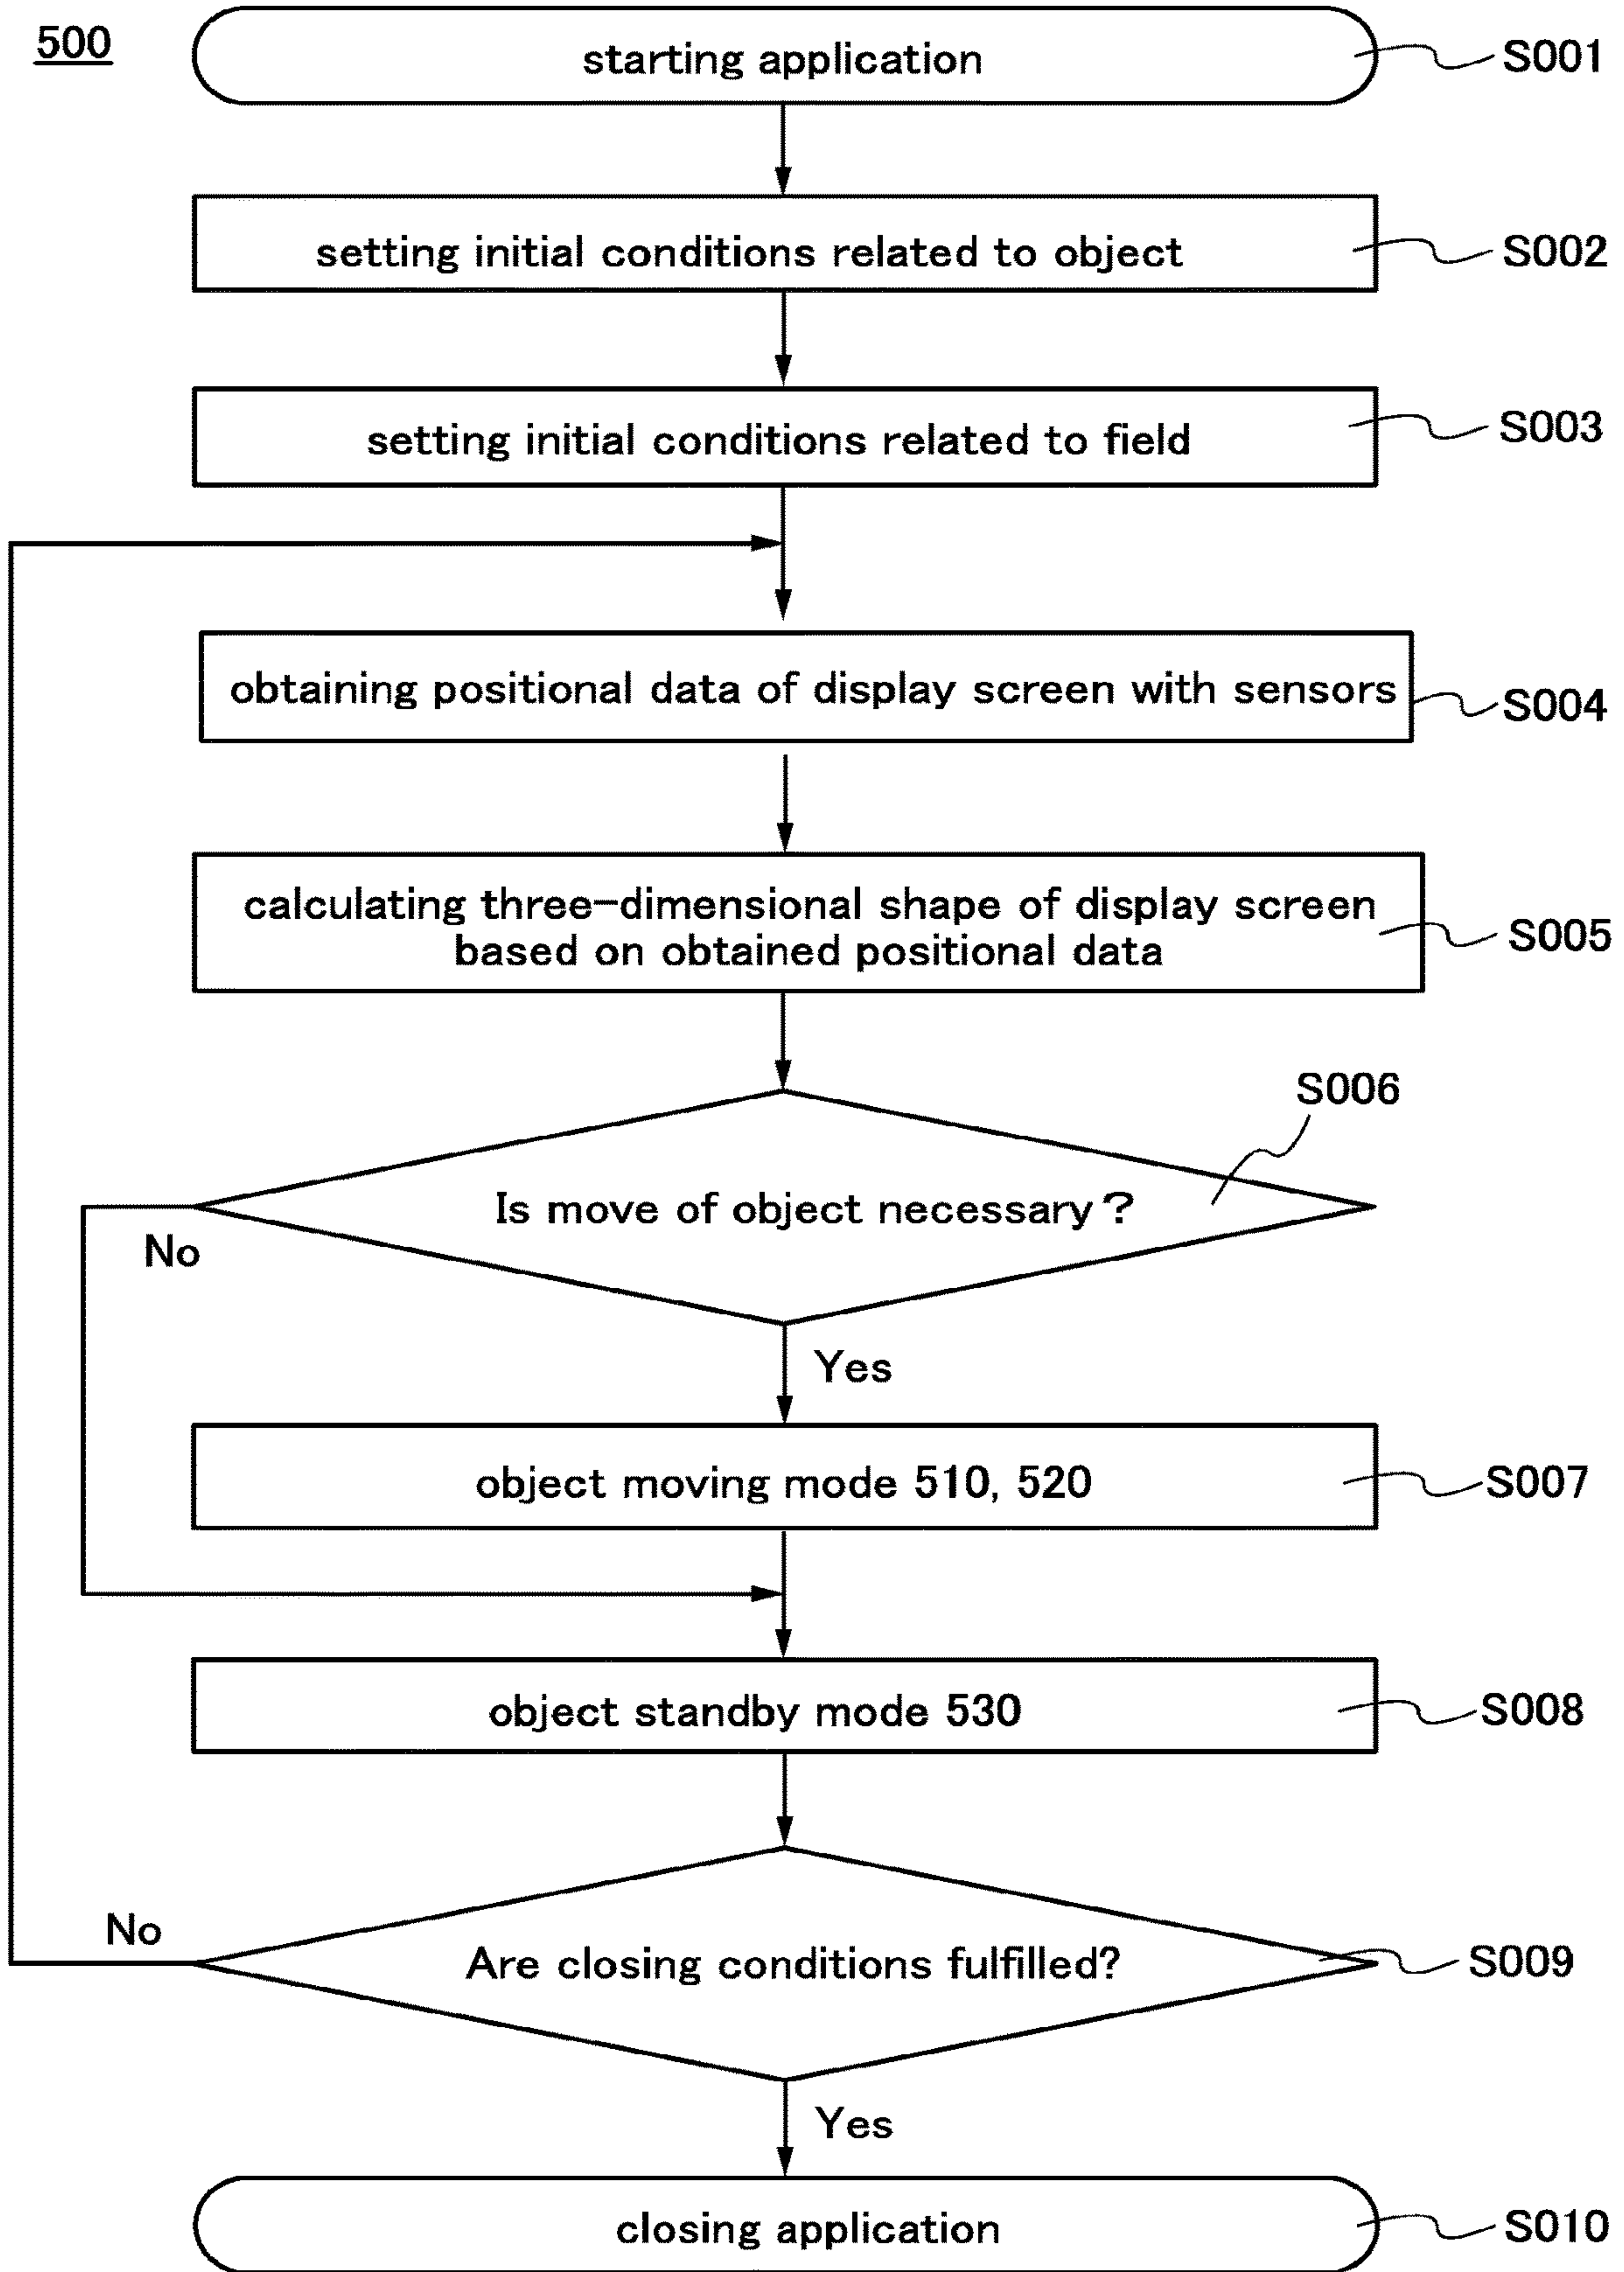 500
starting application
S001
setting initial conditions related to object
S002
setting initial conditions related to field
S003
obtaining positional data of display screen with sensors
S004
calculating three-dimensional shape of display screen
based on obtained positional data
S005
S006
Is move of object necessary?
No
Yes
object moving mode 510, 520
S007
object standby mode 530
S008
No
Are closing conditions fulfilled?
S009
Yes
closing application
S010